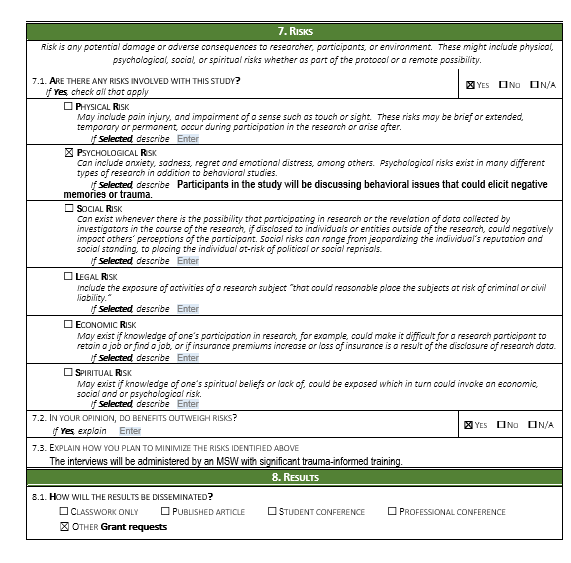 7. RISKS
Risk is any potential damage or adverse consequences to researcher, participants, or environment. These might include physical,
psychological, social, or spiritual risks whether as part of the protocol or a remote possibility.
7.1. ARE THERE ANY RISKS INVOLVED WITH THIS STUDY?
If Yes, check all that apply
☒ YES ☐ NO ☐ N/A
☐ PHYSICAL RISK
May include pain injury, and impairment of a sense such as touch or sight. These risks may be brief or extended,
temporary or permanent, occur during participation in the research or arise after.
If Selected, describe Enter
☒ PSYCHOLOGICAL RISK
Can include anxiety, sadness, regret and emotional distress, among others. Psychological risks exist in many different
types of research in addition to behavioral studies.
If Selected, describe Participants in the study will be discussing behavioral issues that could elicit negative
memories or trauma.
☐ SOCIAL RISK
Can exist whenever there is the possibility that participating in research or the revelation of data collected by
investigators in the course of the research, if disclosed to individuals or entities outside of the research, could negatively
impact others' perceptions of the participant. Social risks can range from jeopardizing the individual's reputation and
social standing, to placing the individual at-risk of political or social reprisals.
If Selected, describe Enter
☐ LEGAL RISK
Include the exposure of activities of a research subject "that could reasonable place the subjects at risk of criminal or civil
liability."
If Selected, describe Enter
☐ ECONOMIC RISK
May exist if knowledge of one's participation in research, for example, could make it difficult for a research participant to
retain a job or find a job, or if insurance premiums increase or loss of insurance is a result of the disclosure of research data.
If Selected, describe Enter
☐ SPIRITUAL RISK
May exist if knowledge of one's spiritual beliefs or lack of, could be exposed which in turn could invoke an economic,
social and or psychological risk.
If Selected, describe Enter
7.2. IN YOUR OPINION, DO BENEFITS OUTWEIGH RISKS?
If Yes, explain Enter
☒ YES ☐ NO ☐ N/A
7.3. EXPLAIN HOW YOU PLAN TO MINIMIZE THE RISKS IDENTIFIED ABOVE
The interviews will be administered by an MSW with significant trauma-informed training.
8. RESULTS
8.1. HOW WILL THE RESULTS BE DISSEMINATED?
☐ CLASSWORK ONLY ☐ PUBLISHED ARTICLE ☐ STUDENT CONFERENCE ☐ PROFESSIONAL CONFERENCE
☒ OTHER Grant requests